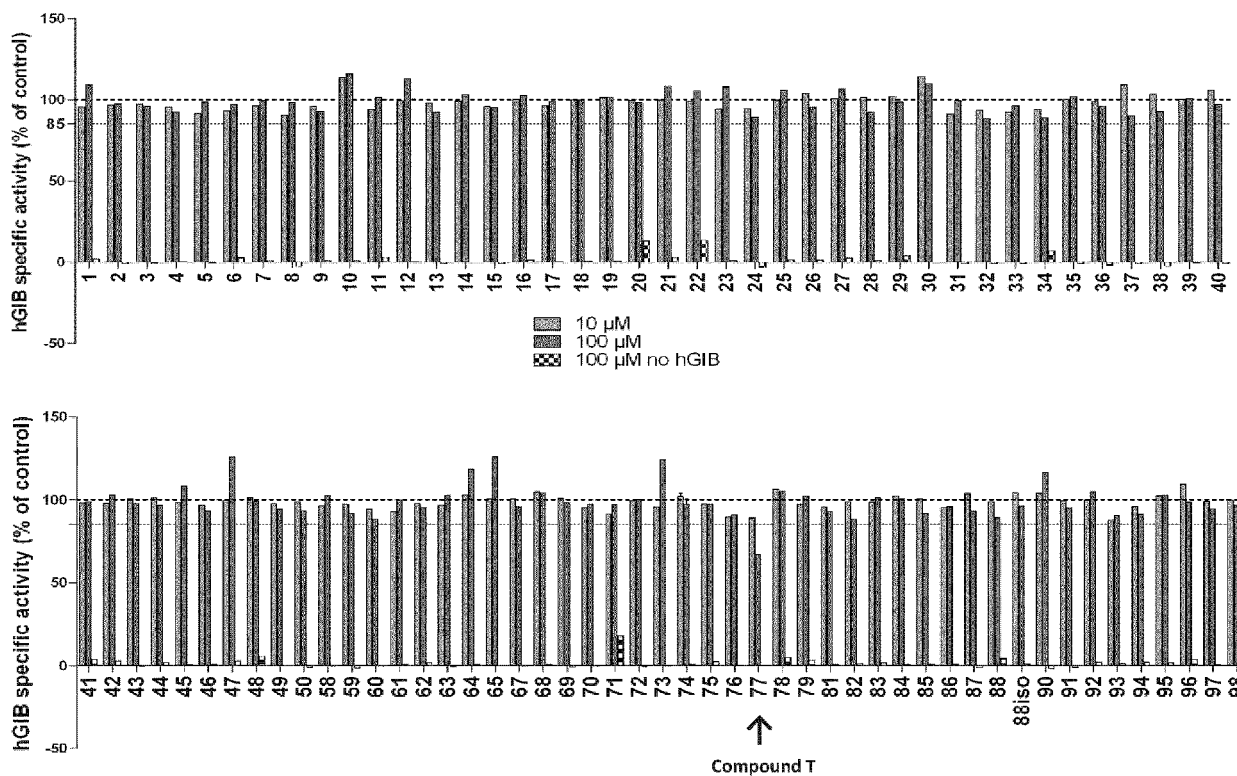 150
100
85
50
0
-50
hGIB specific activity (% of control)
1 2 3 4 5 6 7 8 9 10 11 12 13 14 15 16 17 18 19 20 21 22 23 24 25 26 27 28 29 30 31 32 33 34 35 36 37 38 39 40
10 µM
100 µM
100 µM no hGIB
150
100
85
50
0
-50
hGIB specific activity (% of control)
41 42 43 44 45 46 47 48 49 50 58 59 60 61 62 63 64 65 67 68 69 70 71 72 73 74 75 76 77 78 79 81 82 83 84 85 86 87 88 88iso 90 91 92 93 94 95 96 97 98
Compound T